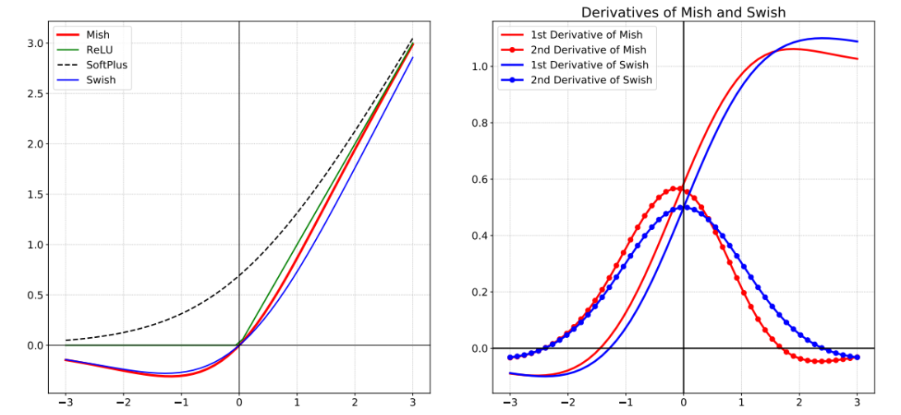 Mish
ReLU
SoftPlus
Swish
3.0
2.5
2.0
1.5
1.0
0.5
0.0
−3 −2 −1 0 1 2 3
Derivatives of Mish and Swish
1st Derivative of Mish
2nd Derivative of Mish
1st Derivative of Swish
2nd Derivative of Swish
1.0
0.8
0.6
0.4
0.2
0.0
−3 −2 −1 0 1 2 3